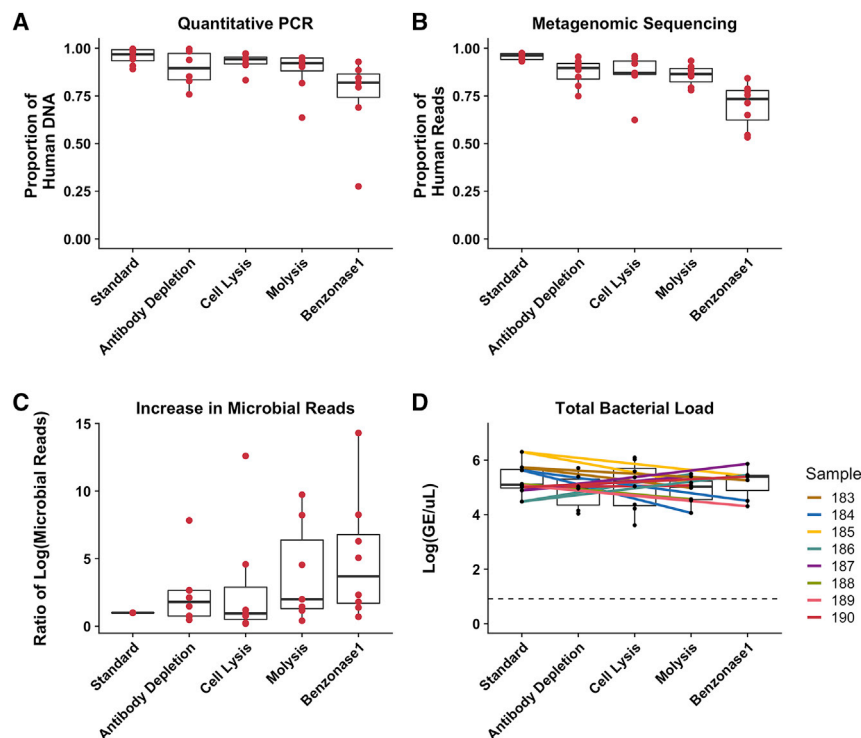 A
Quantitative PCR
Proportion of
Human DNA
1.00
0.75
0.50
0.25
0.00
Standard
Antibody Depletion
Cell Lysis
Molysis
Benzonase1
B
Metagenomic Sequencing
Proportion of
Human Reads
1.00
0.75
0.50
0.25
0.00
Standard
Antibody Depletion
Cell Lysis
Molysis
Benzonase1
C
Increase in Microbial Reads
Ratio of Log(Microbial Reads)
15
10
5
0
Standard
Antibody Depletion
Cell Lysis
Molysis
Benzonase1
D
Total Bacterial Load
Log(GE/uL)
6
4
2
0
Standard
Antibody Depletion
Cell Lysis
Molysis
Benzonase1
Sample
183
184
185
186
187
188
189
190